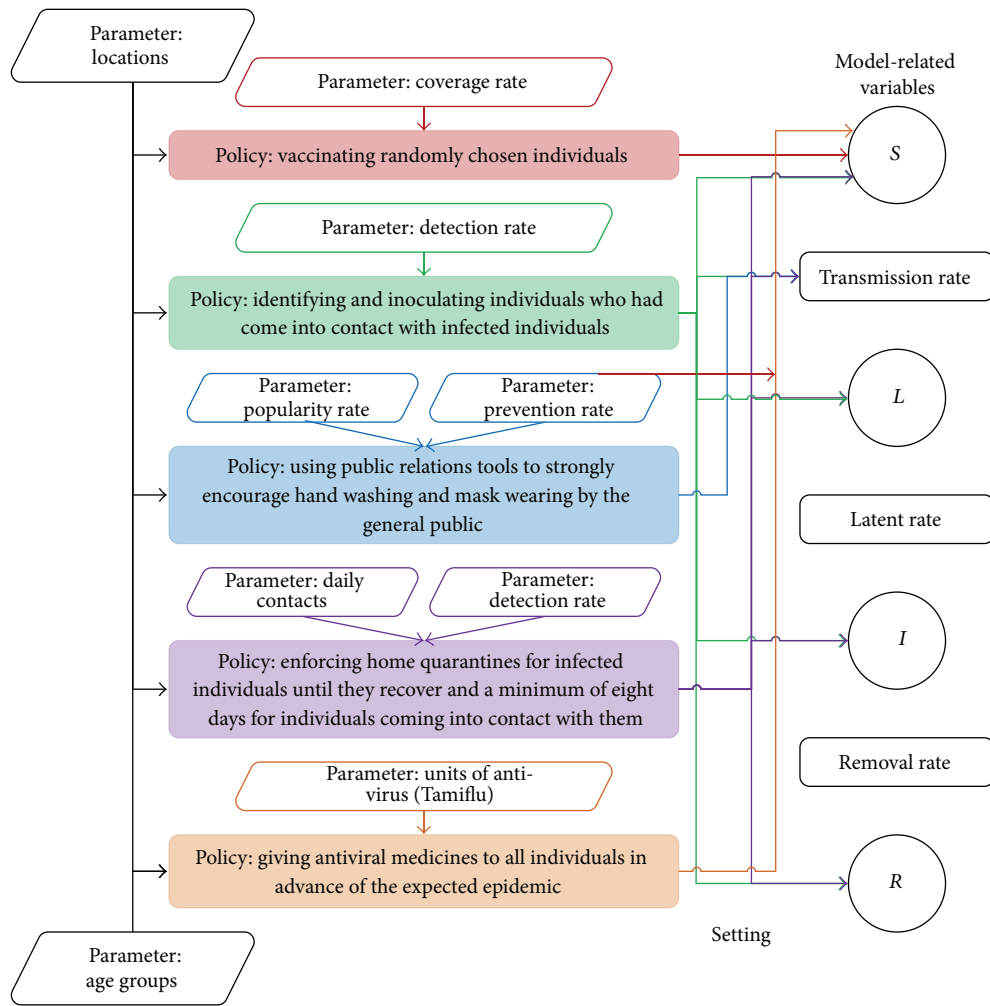 Parameter:
locations
Parameter: coverage rate
Model-related
variables
Policy: vaccinating randomly chosen individuals
S
Parameter: detection rate
Policy: identifying and inoculating individuals who had
come into contact with infected individuals
Transmission rate
Parameter:
popularity rate
Parameter:
prevention rate
L
Policy: using public relations tools to strongly
encourage hand washing and mask wearing by the
general public
Latent rate
Parameter: daily
contacts
Parameter:
detection rate
Policy: enforcing home quarantines for infected
individuals until they recover and a minimum of eight
days for individuals coming into contact with them
I
Parameter: units of anti-
virus (Tamiflu)
Removal rate
Policy: giving antiviral medicines to all individuals in
advance of the expected epidemic
R
Setting
Parameter:
age groups